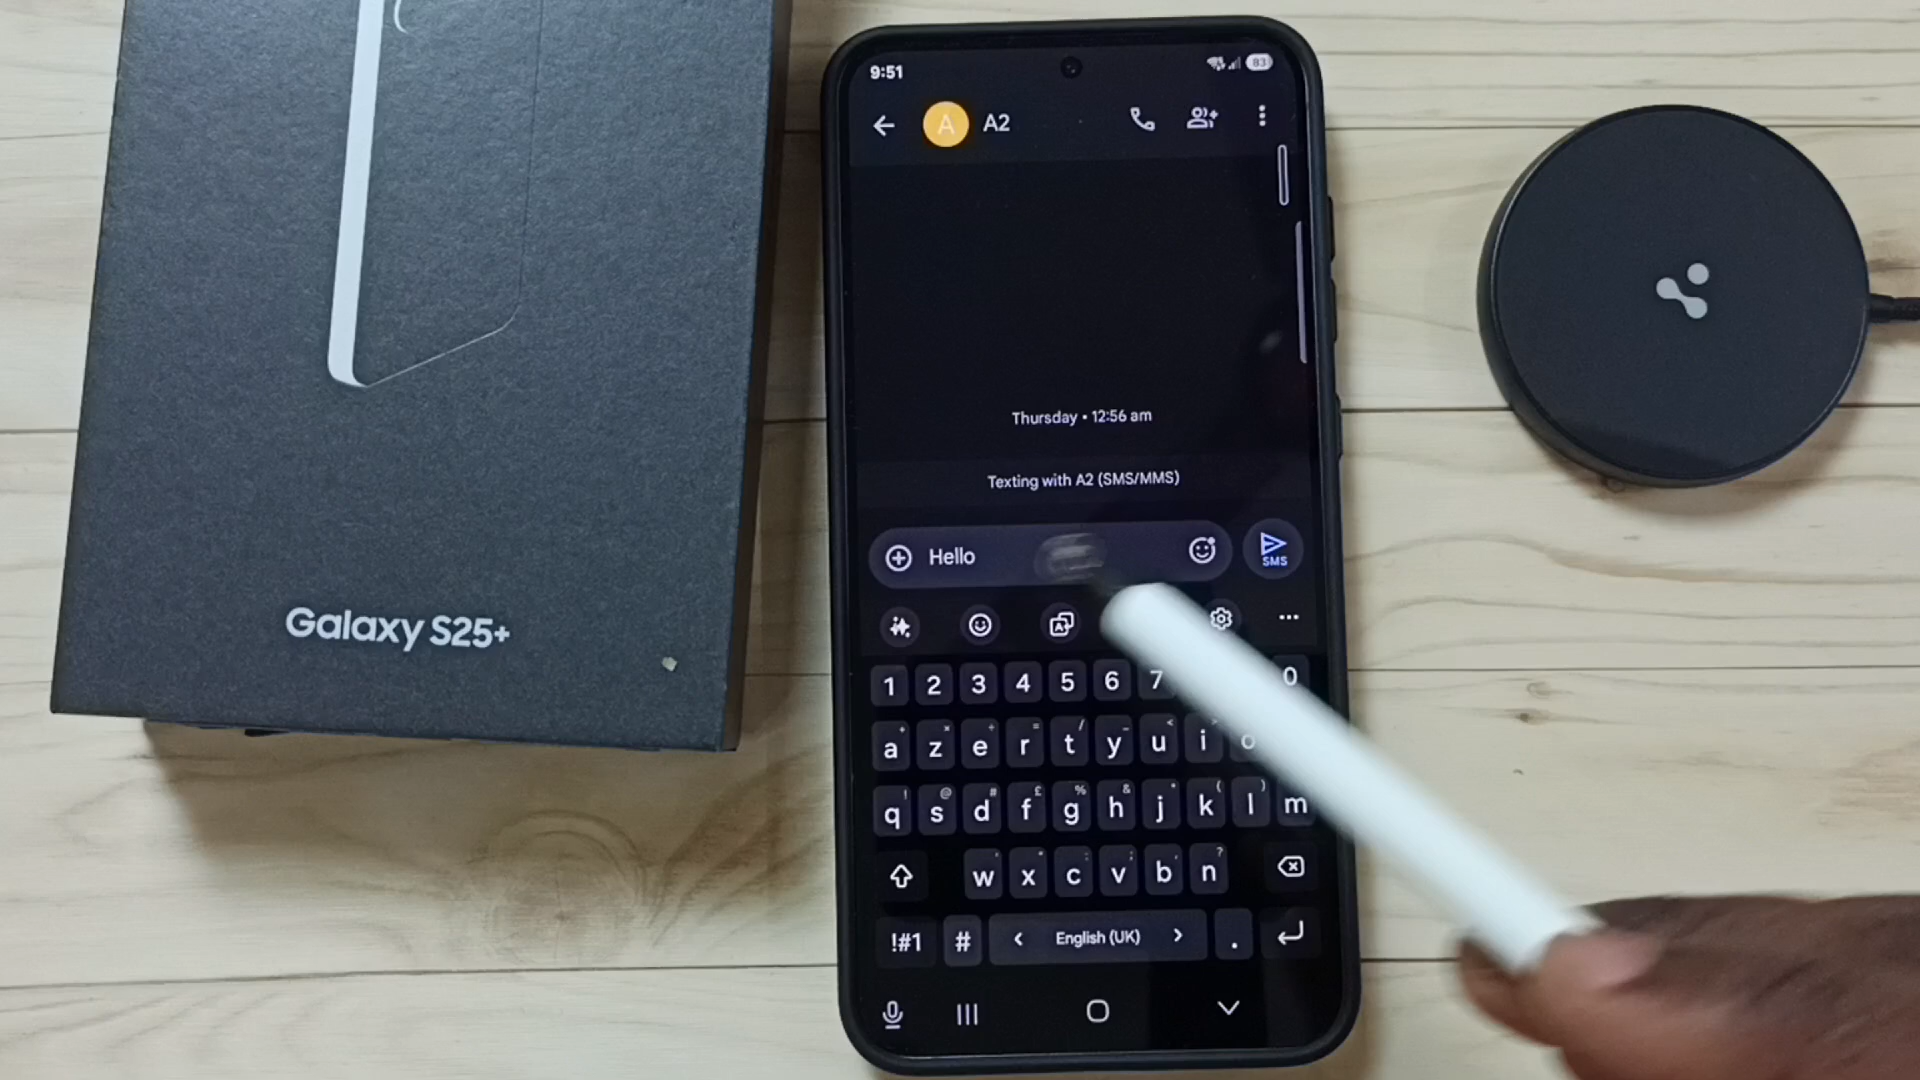 Galaxy S25+
9:51
83
A A2
Thursday • 12:56 am
Texting with A2 (SMS/MMS)
Hello
SMS
1 2 3 4 5 6 7 0
a z e r t y u i o
q s d f g h j k l m
w x c v b n
!#1 # < English (UK) > .